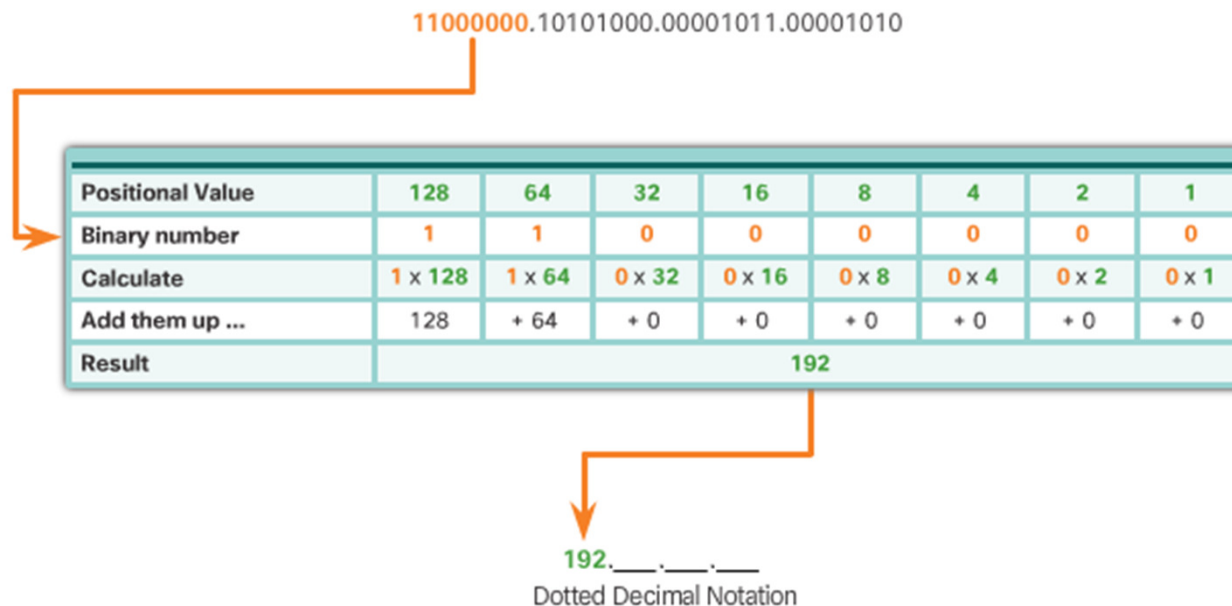 11000000.10101000.00001011.00001010
Positional Value 128 64 32 16 8 4 2 1
Binary number 1 1 0 0 0 0 0 0
Calculate 1 x 128 1 x 64 0 x 32 0 x 16 0 x 8 0 x 4 0 x 2 0 x 1
Add them up ... 128 + 64 + 0 + 0 + 0 + 0 + 0 + 0
Result 192
192.___.___.___
Dotted Decimal Notation